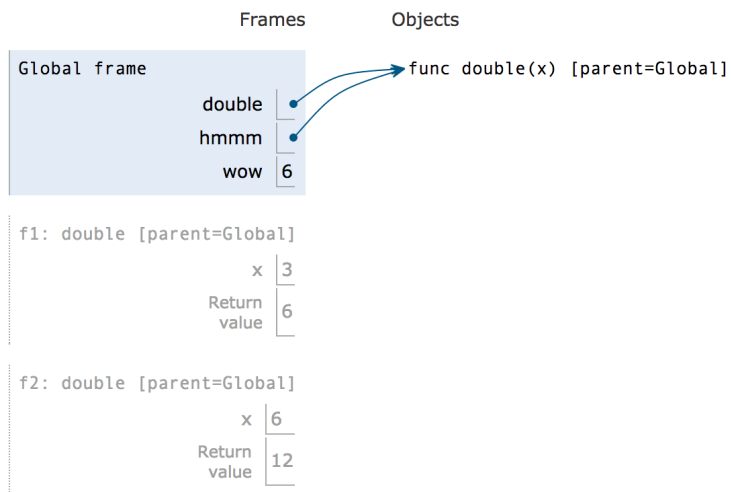 Frames Objects
Global frame func double(x) [parent=Global]
double
hmmm
wow 6
f1: double [parent=Global]
x 3
Return
value 6
f2: double [parent=Global]
x 6
Return
value 12